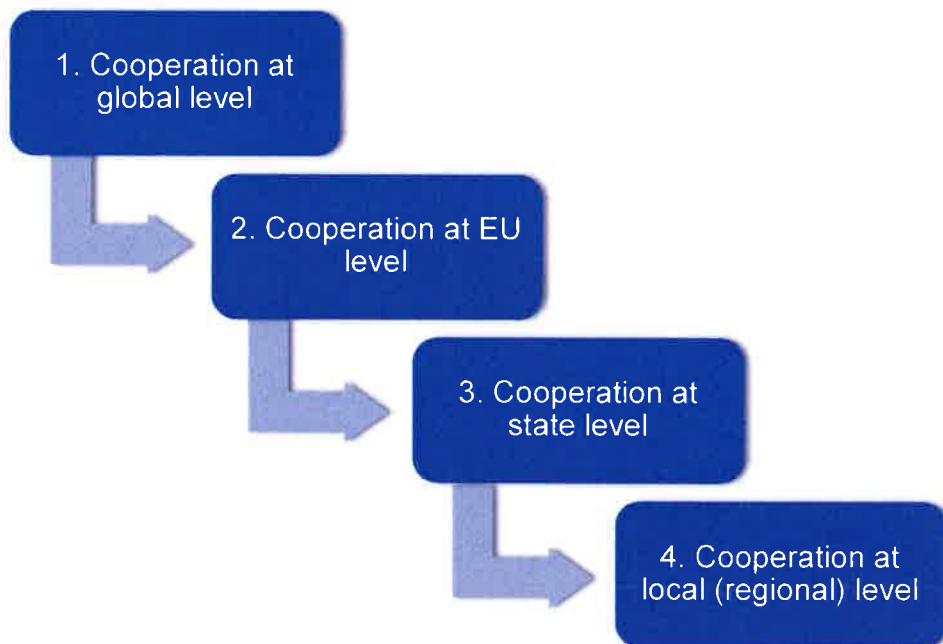 1. Cooperation at
global level
2. Cooperation at EU
level
3. Cooperation at
state level
4. Cooperation at
local (regional) level